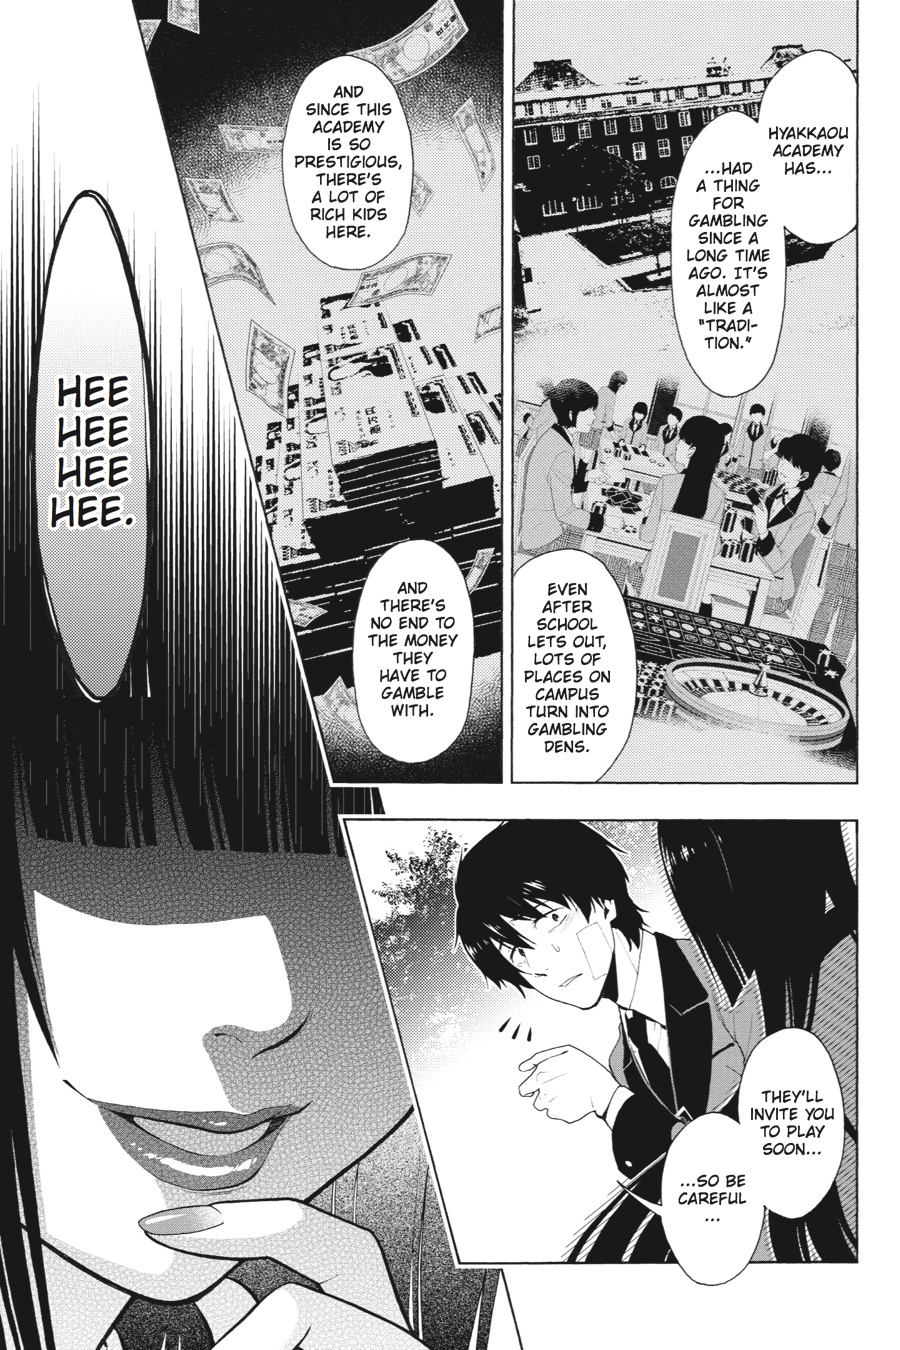 HYAKKAOU
ACADEMY
HAS...
...HAD
A THING
FOR
GAMBLING
SINCE A
LONG TIME
AGO. IT'S
ALMOST
LIKE A
"TRADI-
TION."
EVEN
AFTER
SCHOOL
LETS OUT,
LOTS OF
PLACES ON
CAMPUS
TURN INTO
GAMBLING
DENS.
AND
SINCE THIS
ACADEMY
IS SO
PRESTIGIOUS,
THERE'S
A LOT OF
RICH KIDS
HERE.
AND
THERE'S
NO END TO
THE MONEY
THEY
HAVE TO
GAMBLE
WITH.
THEY'LL
INVITE YOU
TO PLAY
SOON...
...SO BE
CAREFUL
...
HEE
HEE
HEE
HEE.